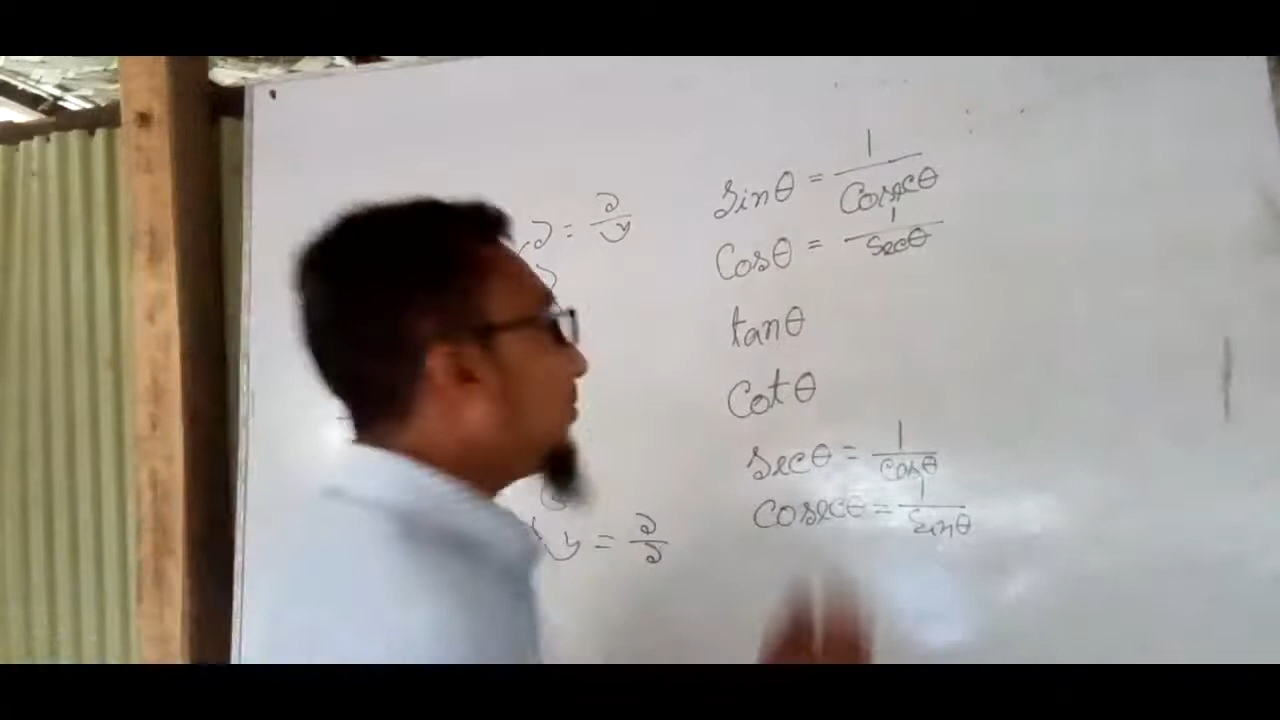 sinθ = 1/cosecθ
cosθ = 1/secθ
tanθ
cotθ
secθ = 1/cosθ
cosecθ = 1/sinθ